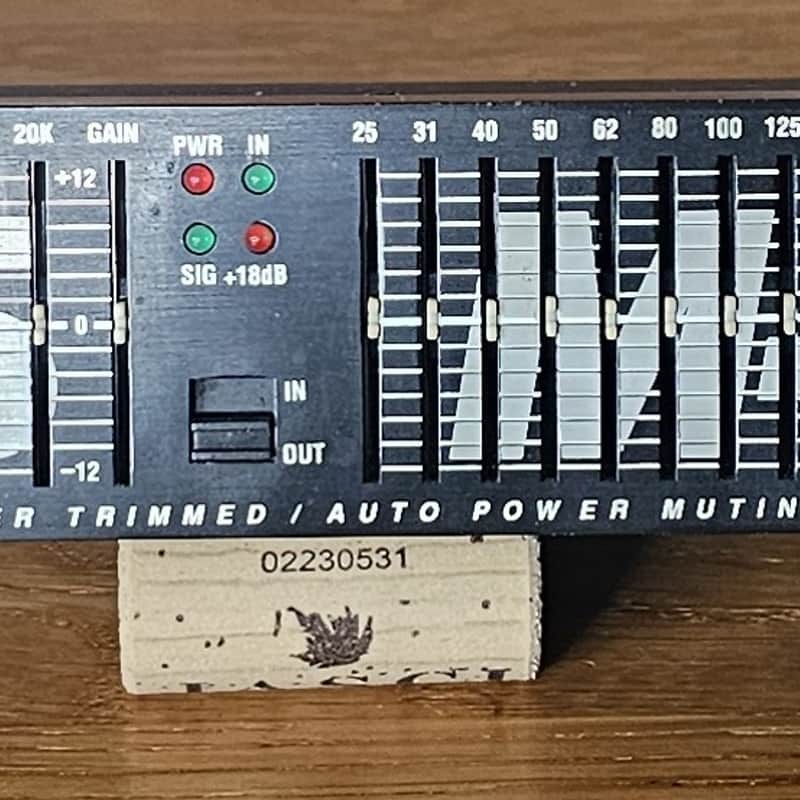 20K GAIN PWR IN 25 31 40 50 62 80 100 125
+12
SIG +18dB
0
IN
OUT
-12
ER TRIMMED / AUTO POWER MUTIN
02230531